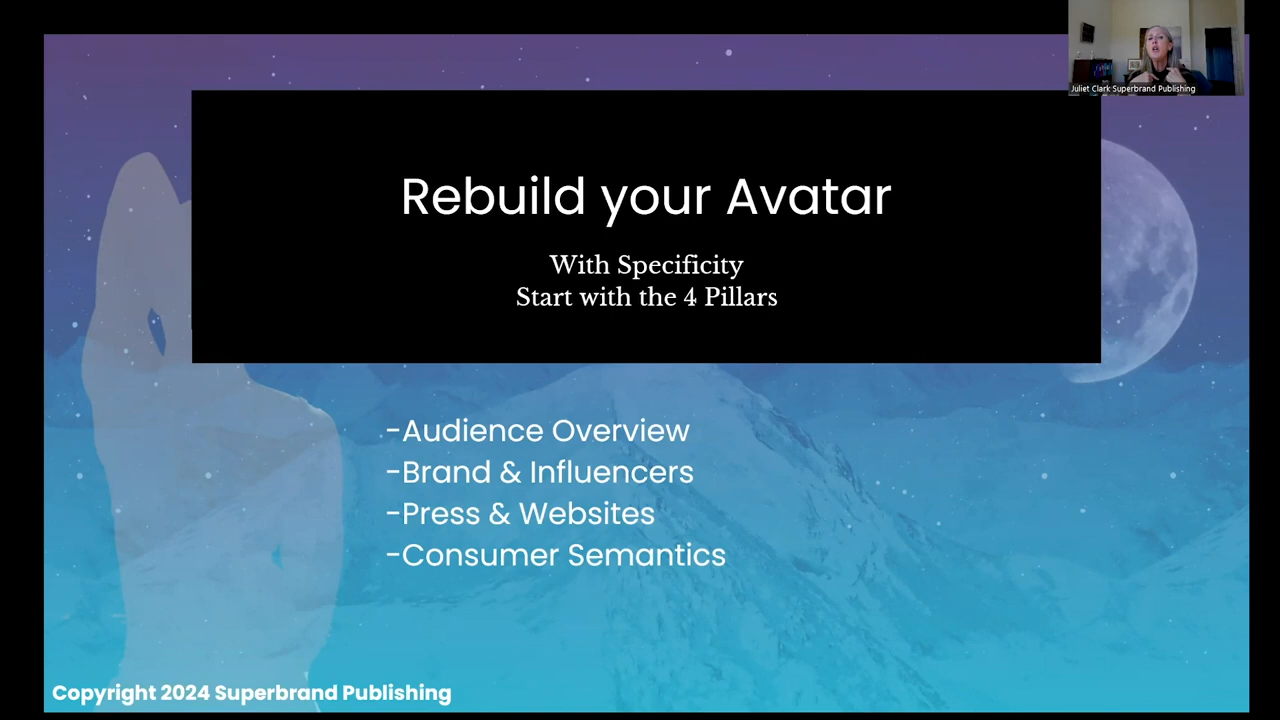 Juliet Clark Superbrand Publishing
Rebuild your Avatar
With Specificity
Start with the 4 Pillars
-Audience Overview
-Brand & Influencers
-Press & Websites
-Consumer Semantics
Copyright 2024 Superbrand Publishing